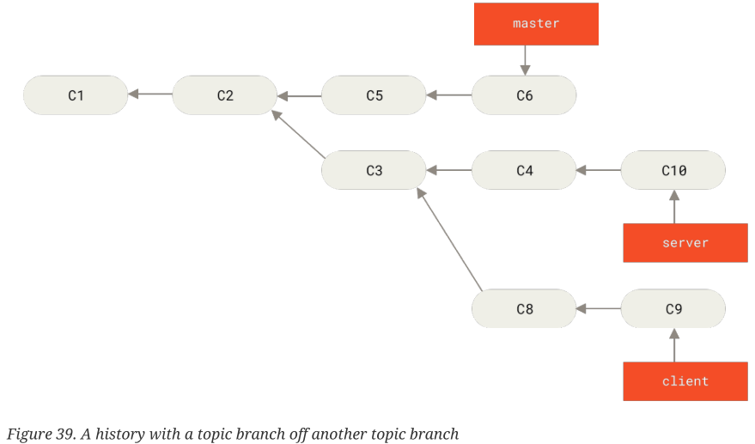 master
C1
C2
C5
C6
C3
C4
C10
server
C8
C9
client
Figure 39. A history with a topic branch off another topic branch